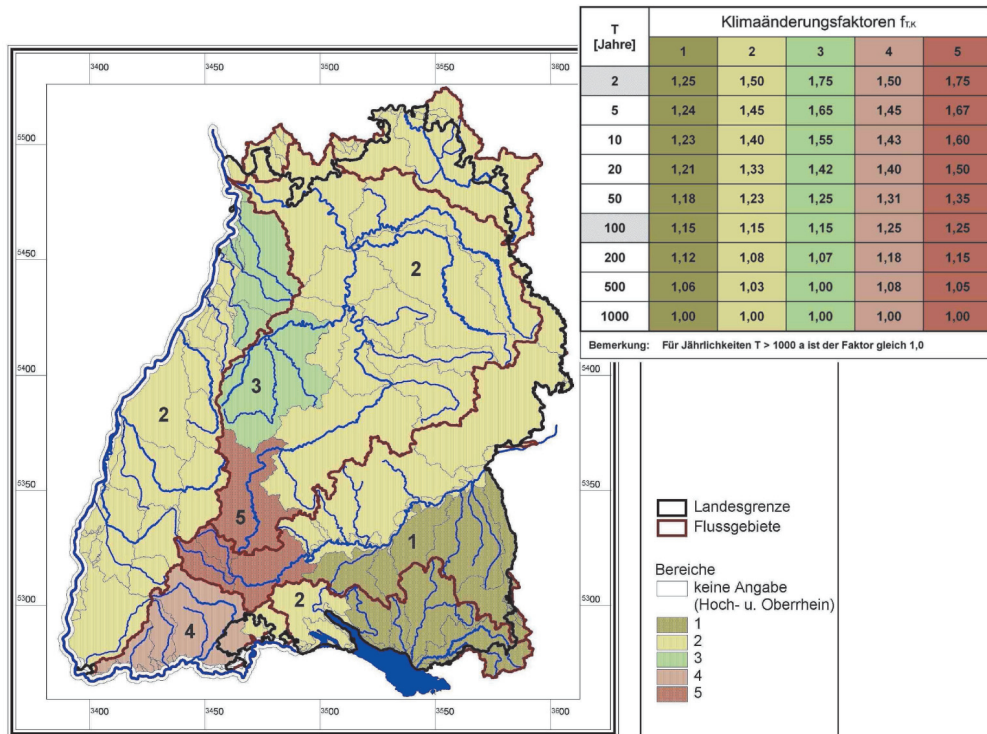 T
[Jahre]
Klimaänderungsfaktoren fT,K
1 2 3 4 5
2 1,25 1,50 1,75 1,50 1,75
5 1,24 1,45 1,65 1,45 1,67
10 1,23 1,40 1,55 1,43 1,60
20 1,21 1,33 1,42 1,40 1,50
50 1,18 1,23 1,25 1,31 1,35
100 1,15 1,15 1,15 1,25 1,25
200 1,12 1,08 1,07 1,18 1,15
500 1,06 1,03 1,00 1,08 1,05
1000 1,00 1,00 1,00 1,00 1,00
Bemerkung: Für Jährlichkeiten T > 1000 a ist der Faktor gleich 1,0
3400 3450 3500 3550 3600
5500
5450
5400 5400
5350 5350
5300 5300
2
3
2
5
1
2
4
3400 3450 3500 3550 3600
Landesgrenze
Flussgebiete
Bereiche
keine Angabe
(Hoch- u. Oberrhein)
1
2
3
4
5